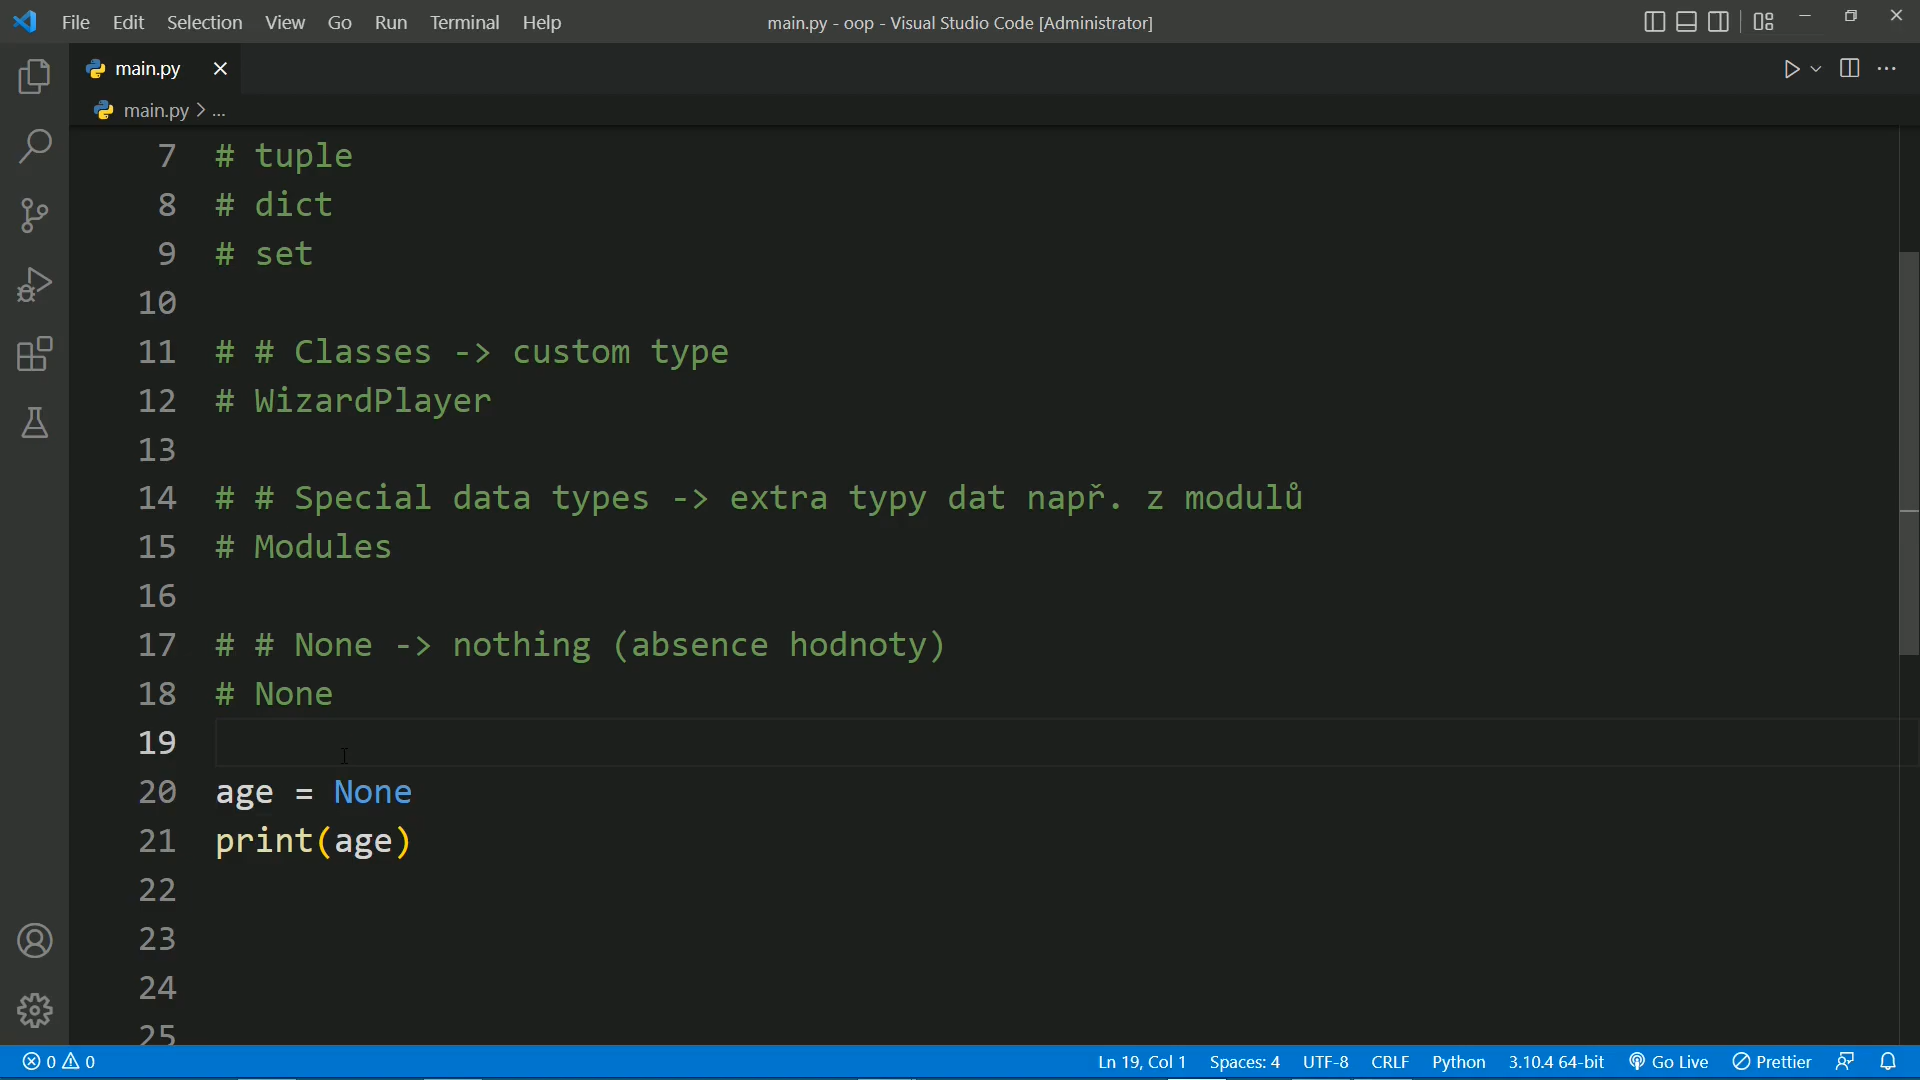 File Edit Selection View Go Run Terminal Help
main.py - oop - Visual Studio Code [Administrator]
main.py
main.py > ...
7 # tuple
8 # dict
9 # set
10
11 # # Classes -> custom type
12 # WizardPlayer
13
14 # # Special data types -> extra typy dat např. z modulů
15 # Modules
16
17 # # None -> nothing (absence hodnoty)
18 # None
19
20 age = None
21 print(age)
22
23
24
25
0 0 Ln 19, Col 1 Spaces: 4 UTF-8 CRLF Python 3.10.4 64-bit Go Live Prettier